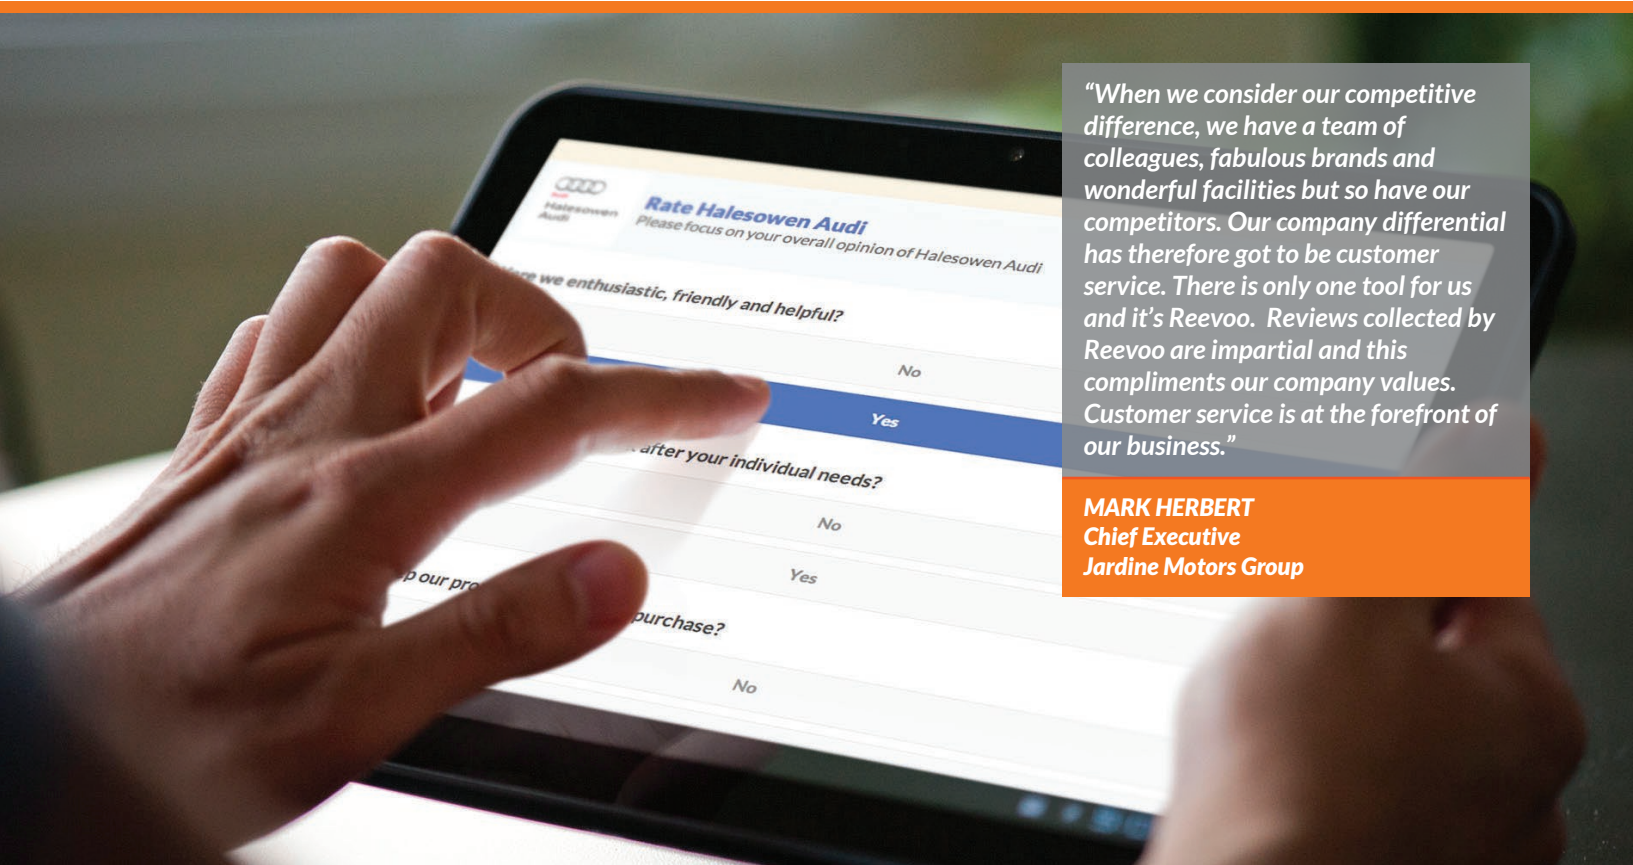 Halesowen
Audi
Rate Halesowen Audi
Please focus on your overall opinion of Halesowen Audi
we enthusiastic, friendly and helpful?
No
Yes
after your individual needs?
No
Yes
our
purchase?
No
“When we consider our competitive
difference, we have a team of
colleagues, fabulous brands and
wonderful facilities but so have our
competitors. Our company differential
has therefore got to be customer
service. There is only one tool for us
and it’s Reevoo.  Reviews collected by
Reevoo are impartial and this
compliments our company values.
Customer service is at the forefront of
our business.”
MARK HERBERT
Chief Executive
Jardine Motors Group